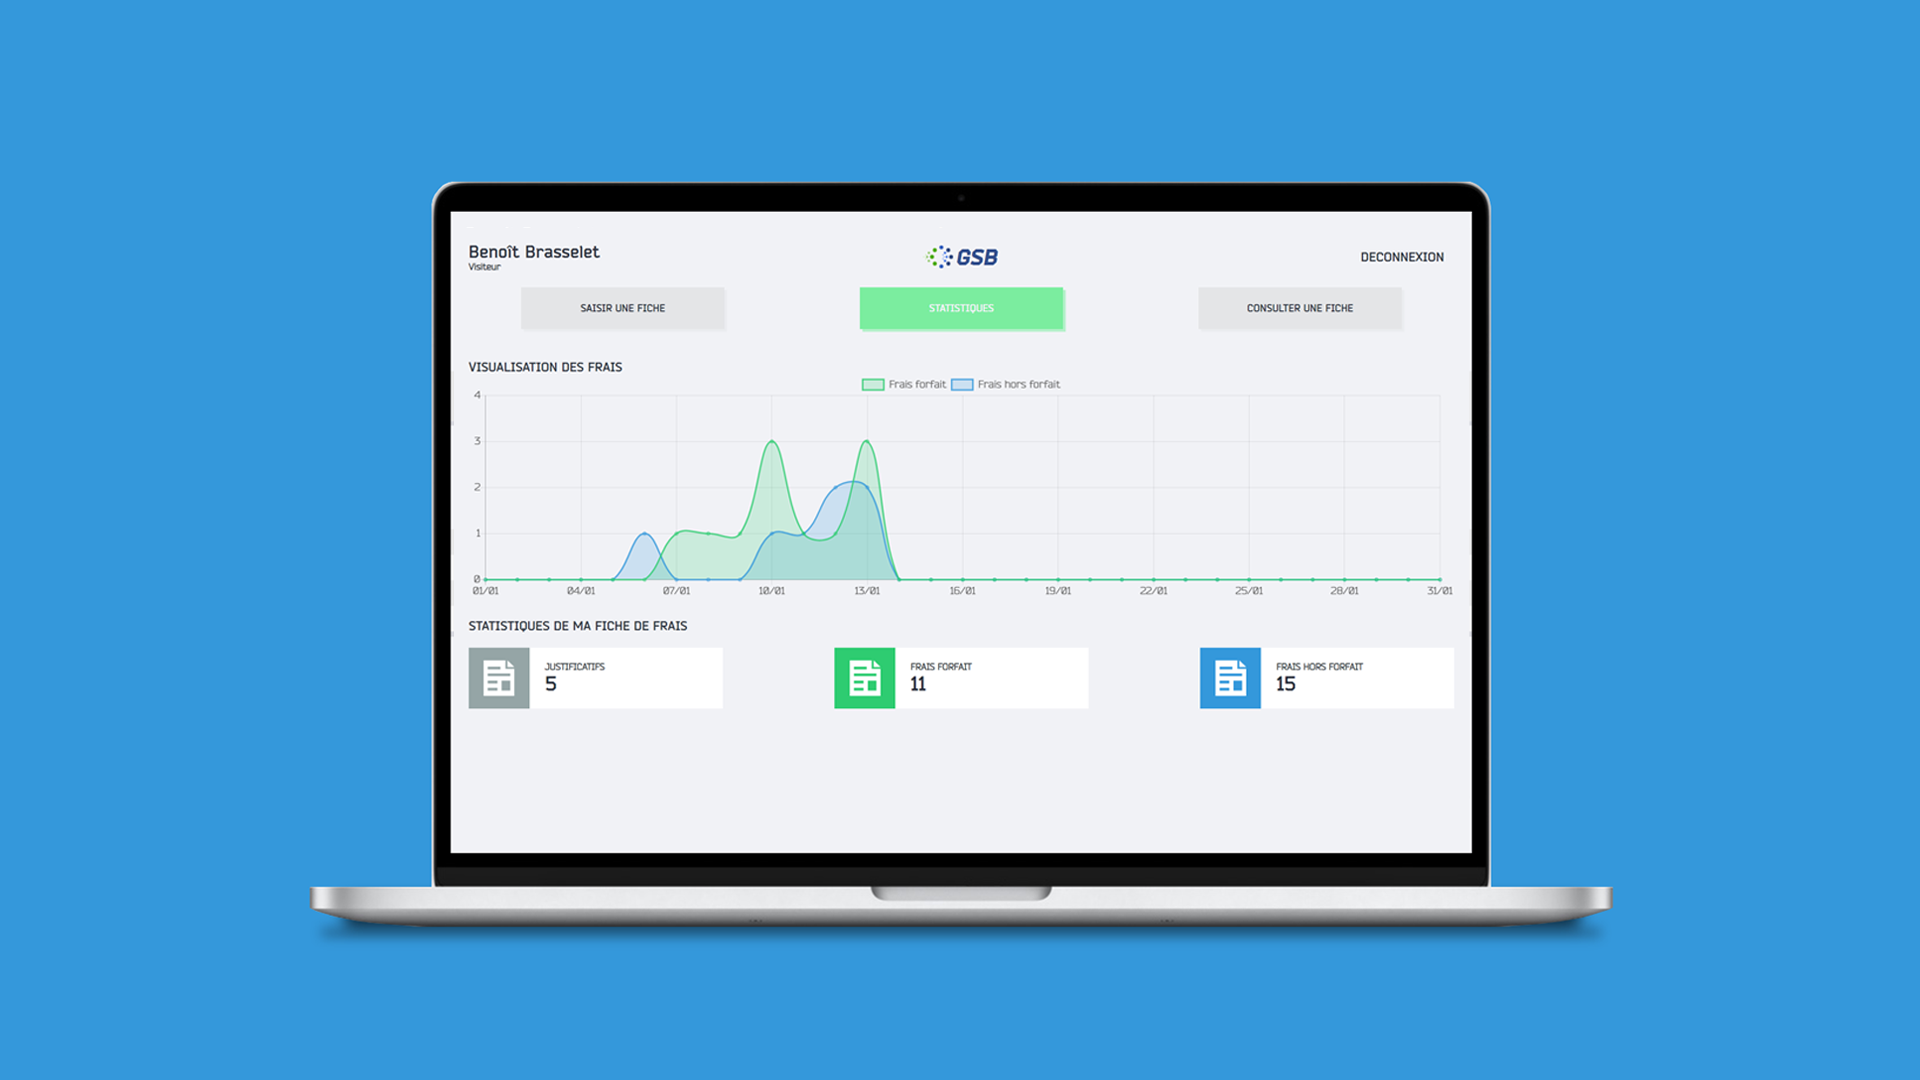 Benoît Brasselet
Visiteur
GSB
DECONNEXION
SAISIR UNE FICHE
STATISTIQUES
CONSULTER UNE FICHE
VISUALISATION DES FRAIS
Frais forfait
Frais hors forfait
4
3
2
1
0
01/01
04/01
07/01
10/01
13/01
16/01
19/01
22/01
25/01
28/01
31/01
STATISTIQUES DE MA FICHE DE FRAIS
JUSTIFICATIFS
5
FRAIS FORFAIT
11
FRAIS HORS FORFAIT
15